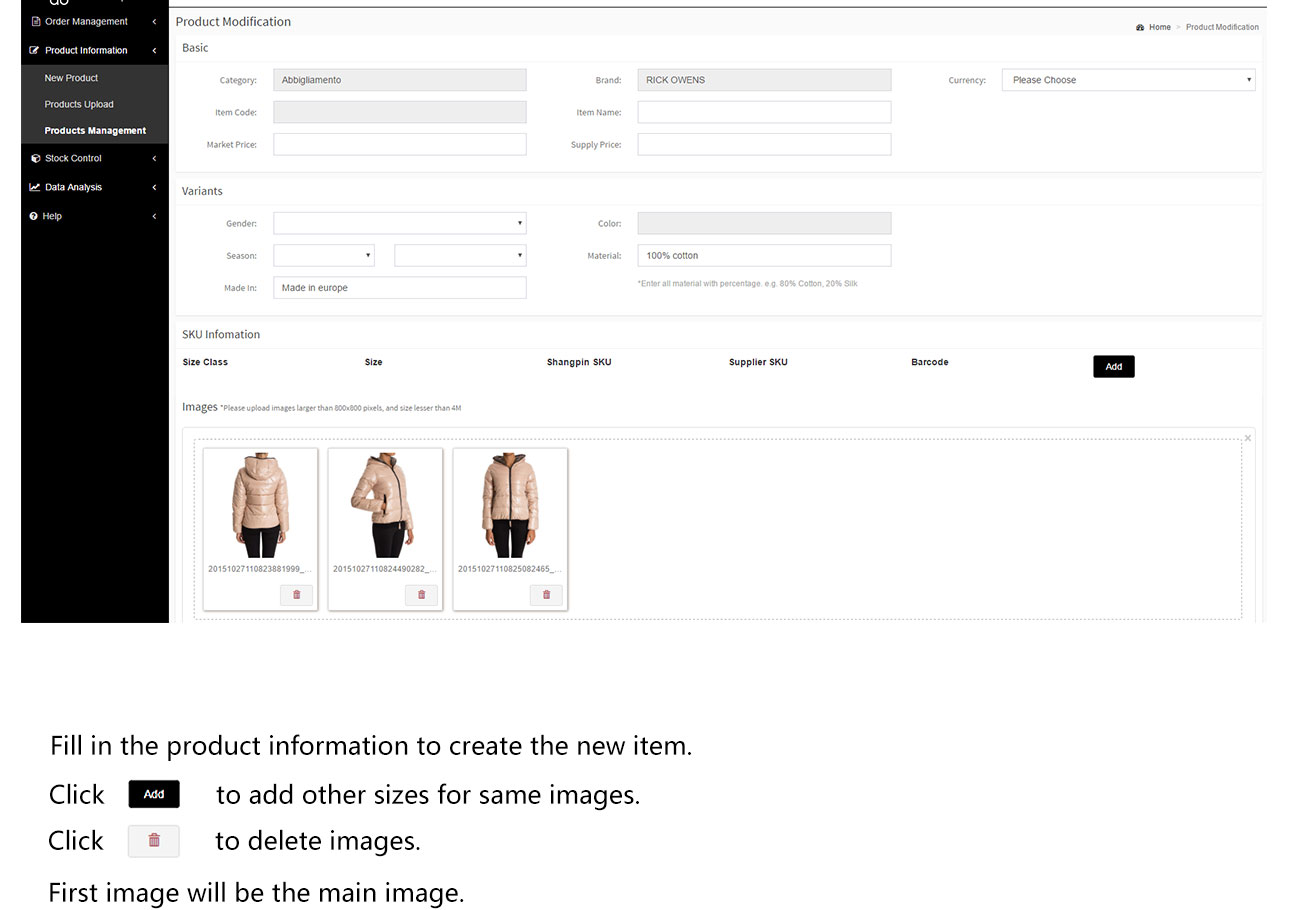 Order Management
Product Modification
Home > Product Modification
Product Information
Basic
New Product
Products Upload
Products Management
Stock Control
Data Analysis
Help
Category: Abbigliamento Brand: RICK OWENS Currency: Please Choose
Item Code: Item Name:
Market Price: Supply Price:
Variants
Gender: Color:
Season: Material: 100% cotton
Made In: Made in europe *Enter all material with percentage. e.g. 80% Cotton, 20% Silk
SKU Infomation
Size Class Size Shangpin SKU Supplier SKU Barcode Add
Images *Please upload images larger than 800x800 pixels, and size lesser than 4M
20151027110823881999_... 20151027110824490282_... 20151027110825082465_...
Fill in the product information to create the new item.
Click Add to add other sizes for same images.
Click to delete images.
First image will be the main image.